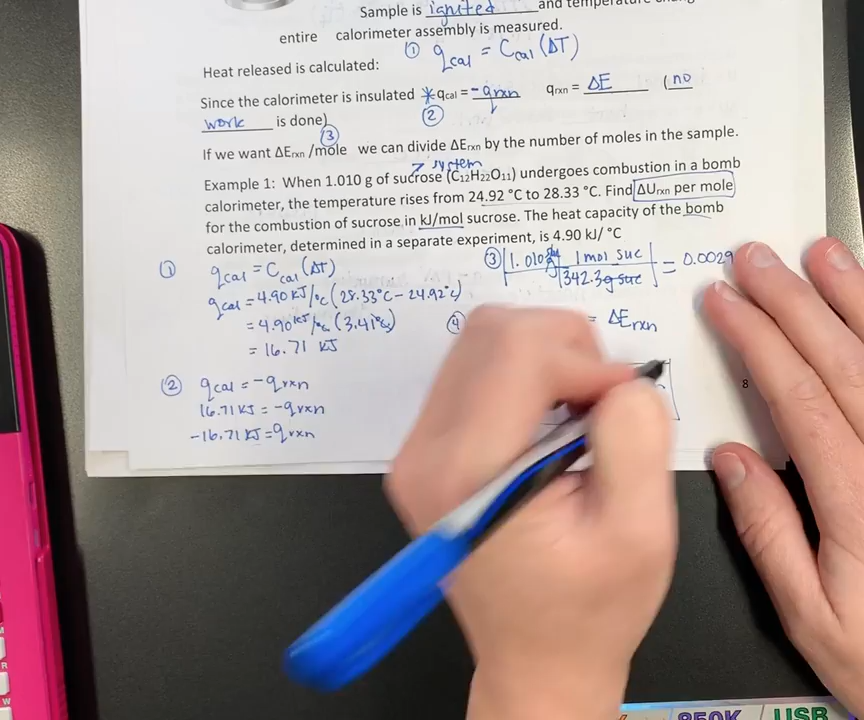 Sample is ignited and temperature
entire calorimeter assembly is measured.
Heat released is calculated: ① qcal = Ccal (ΔT)
Since the calorimeter is insulated * qcal = -qrxn qrxn = ΔE (no
②
work is done)
③
If we want ΔErxn /mole we can divide ΔErxn by the number of moles in the sample.
system
Example 1: When 1.010 g of sucrose (C12H22O11) undergoes combustion in a bomb
calorimeter, the temperature rises from 24.92 °C to 28.33 °C. Find ΔUrxn per mole
for the combustion of sucrose in kJ/mol sucrose. The heat capacity of the bomb
calorimeter, determined in a separate experiment, is 4.90 kJ/ °C
① qcal = Ccal (ΔT)
qcal = 4.90 KJ/°C (28.33°C - 24.92°C)
= 4.90 KJ/°C (3.41°C)
= 16.71 KJ
② qcal = -qrxn
16.71 KJ = -qrxn
-16.71 KJ = qrxn
③ 1.010 g 1 mol suc = 0.0029
342.3 g suc
④ = ΔErxn
8
850K USB